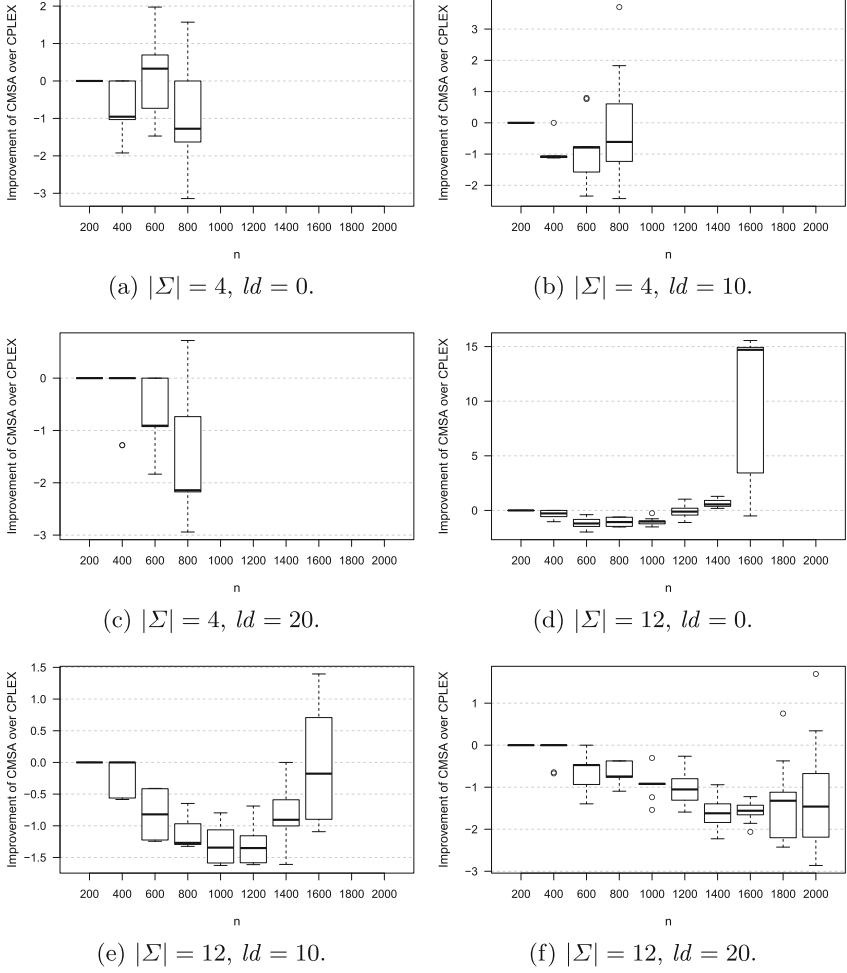 Improvement of CMSA over CPLEX
2
1
0
−1
−2
−3
200 400 600 800 1000 1200 1400 1600 1800 2000
n
(a) |Σ| = 4, ld = 0.
Improvement of CMSA over CPLEX
3
2
1
0
−1
−2
200 400 600 800 1000 1200 1400 1600 1800 2000
n
(b) |Σ| = 4, ld = 10.
Improvement of CMSA over CPLEX
0
−1
−2
−3
200 400 600 800 1000 1200 1400 1600 1800 2000
n
(c) |Σ| = 4, ld = 20.
Improvement of CMSA over CPLEX
15
10
5
0
200 400 600 800 1000 1200 1400 1600 1800 2000
n
(d) |Σ| = 12, ld = 0.
Improvement of CMSA over CPLEX
1.5
1.0
0.5
0.0
−0.5
−1.0
−1.5
200 400 600 800 1000 1200 1400 1600 1800 2000
n
(e) |Σ| = 12, ld = 10.
Improvement of CMSA over CPLEX
1
0
−1
−2
−3
200 400 600 800 1000 1200 1400 1600 1800 2000
n
(f) |Σ| = 12, ld = 20.